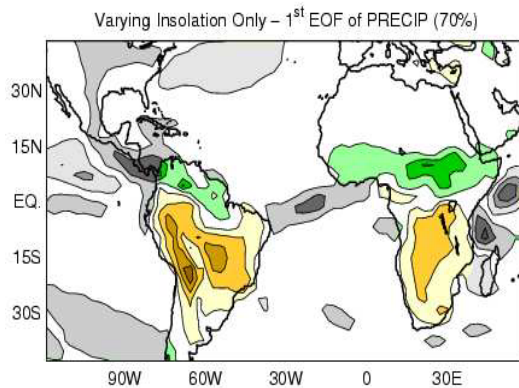 Varying Insolation Only – 1st EOF of PRECIP (70%)
30N
15N
EQ.
15S
30S
90W 60W 30W 0 30E